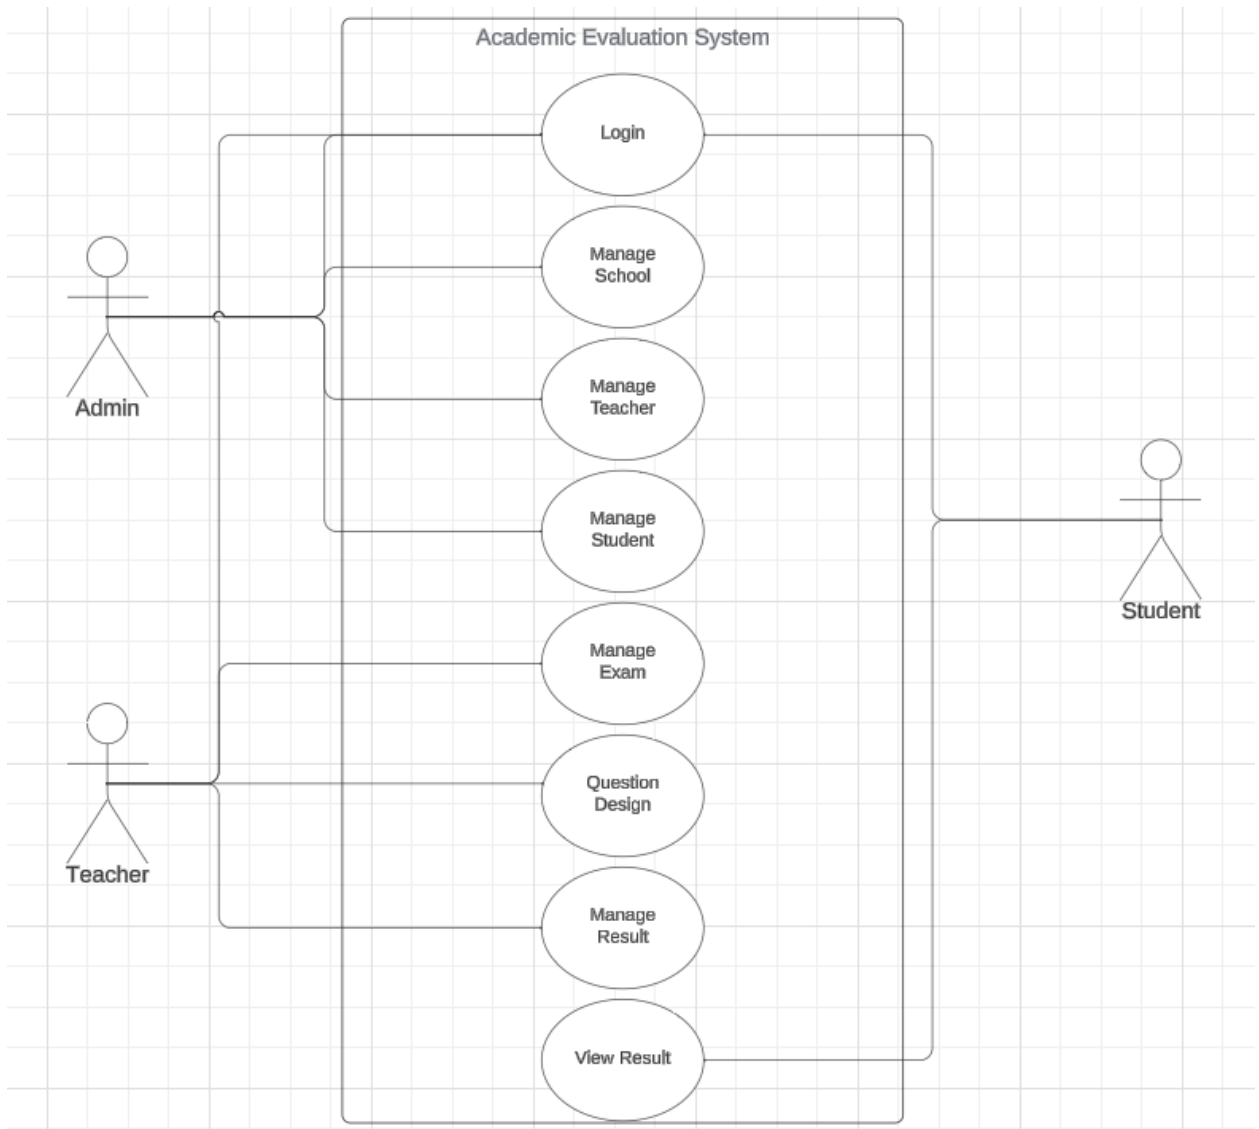 Academic Evaluation System
Login
Manage
School
Manage
Teacher
Admin
Manage
Student
Student
Manage
Exam
Question
Design
Teacher
Manage
Result
View Result